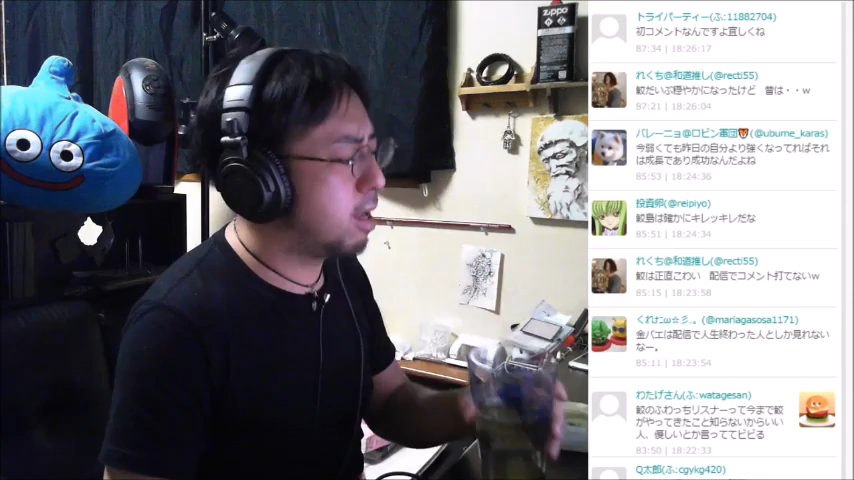 zippo
トライパーティー(ふ:11882704)
初コメントなんですよ宜しくね
87:34 | 18:26:17
れくち@和道推し(@recti55)
鮫だいぶ穏やかになったけど 昔は・・w
87:21 | 18:26:04
バレーニョ@ロビン軍団🐻(@ubume_karas)
今弱くても昨日の自分より強くなってればそれ
は成長であり成功なんだよね
85:53 | 18:24:36
投資卵(@reipiyo)
鮫島は確かにキレッキレだな
85:51 | 18:24:34
れくち@和道推し(@recti55)
鮫は正直こわい 配信でコメント打てないw
85:15 | 18:23:58
くれナニω☆彡.。(@mariagasosa1171)
金バエは配信で人生終わった人としか見れない
なー。
85:11 | 18:23:54
わたげさん(ふ:watagesan)
鮫のふわっちリスナーって今まで鮫
がやってきたこと知らないからいい
人、優しいとか言っててビビる
83:50 | 18:22:33
Q太郎(ふ:cgykg420)